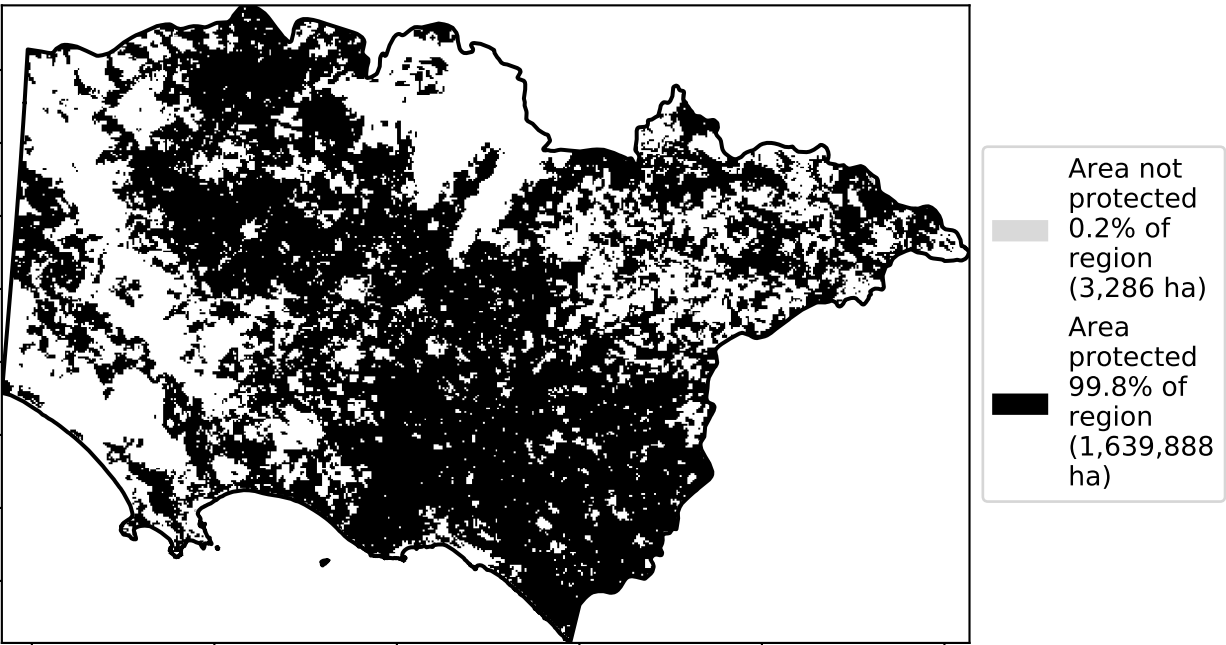 Area not
protected
0.2% of
region
(3,286 ha)
Area
protected
99.8% of
region
(1,639,888
ha)